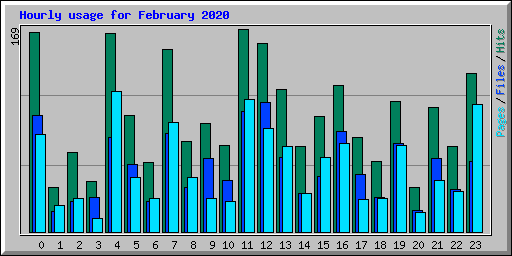 Hourly usage for February 2020
169
Pages/Files/Hits
0 1 2 3 4 5 6 7 8 9 10 11 12 13 14 15 16 17 18 19 20 21 22 23